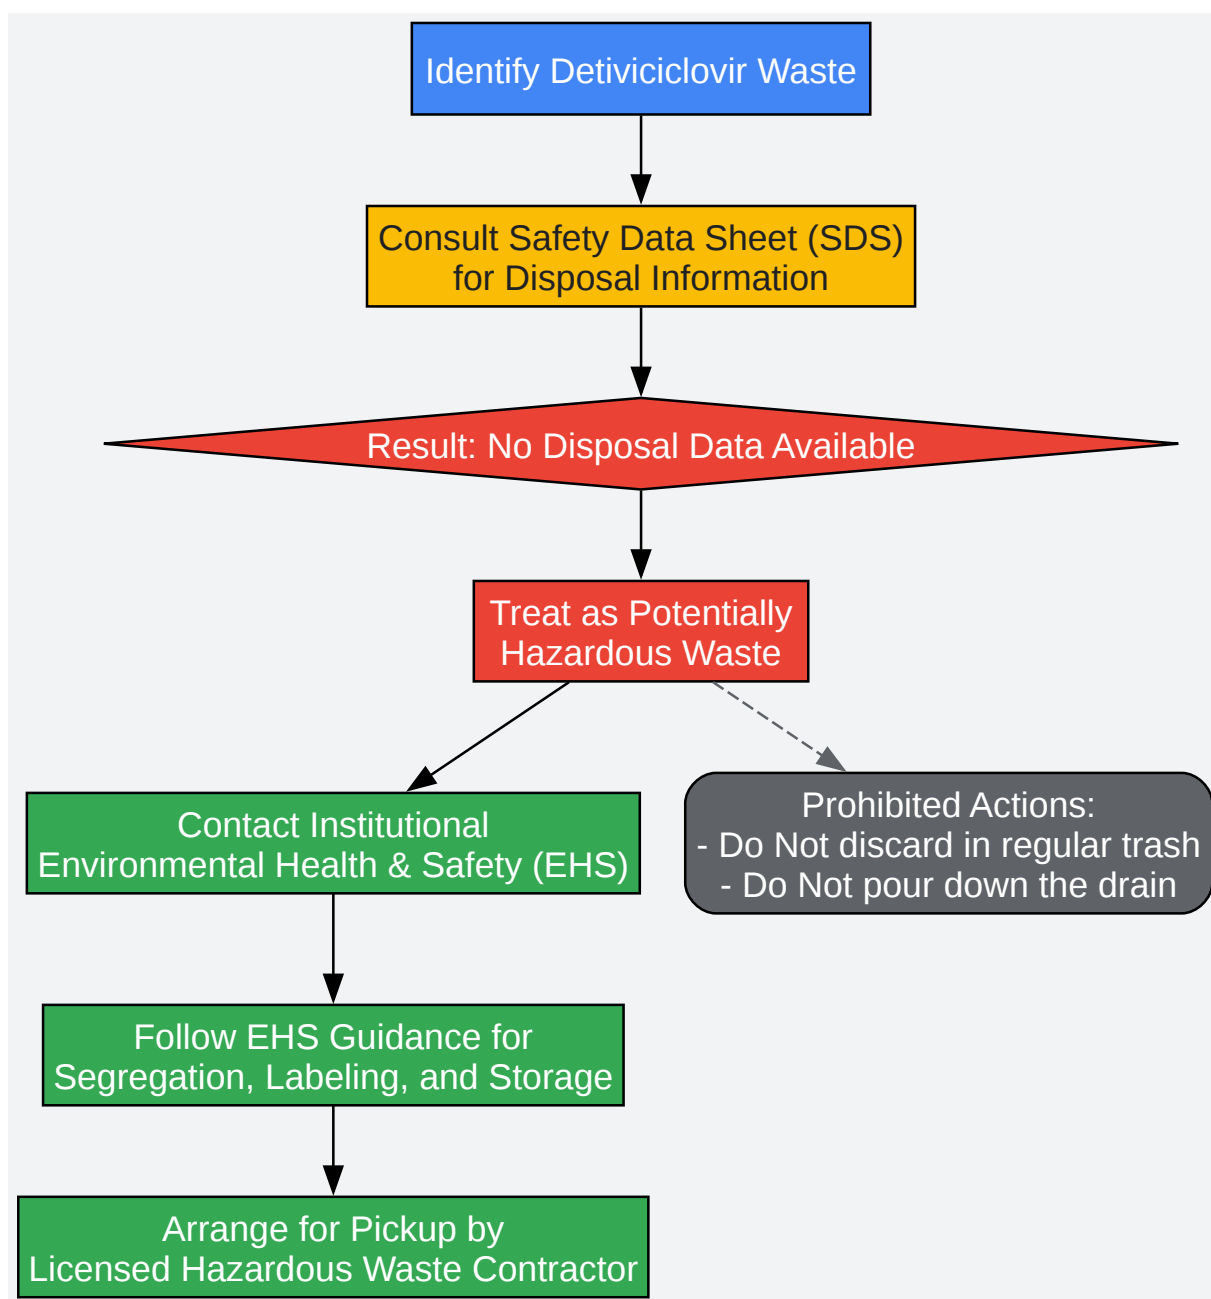 Identify Detiviciclovir Waste
Consult Safety Data Sheet (SDS)
for Disposal Information
Result: No Disposal Data Available
Treat as Potentially
Hazardous Waste
Contact Institutional
Environmental Health & Safety (EHS)
Prohibited Actions:
- Do Not discard in regular trash
- Do Not pour down the drain
Follow EHS Guidance for
Segregation, Labeling, and Storage
Arrange for Pickup by
Licensed Hazardous Waste Contractor